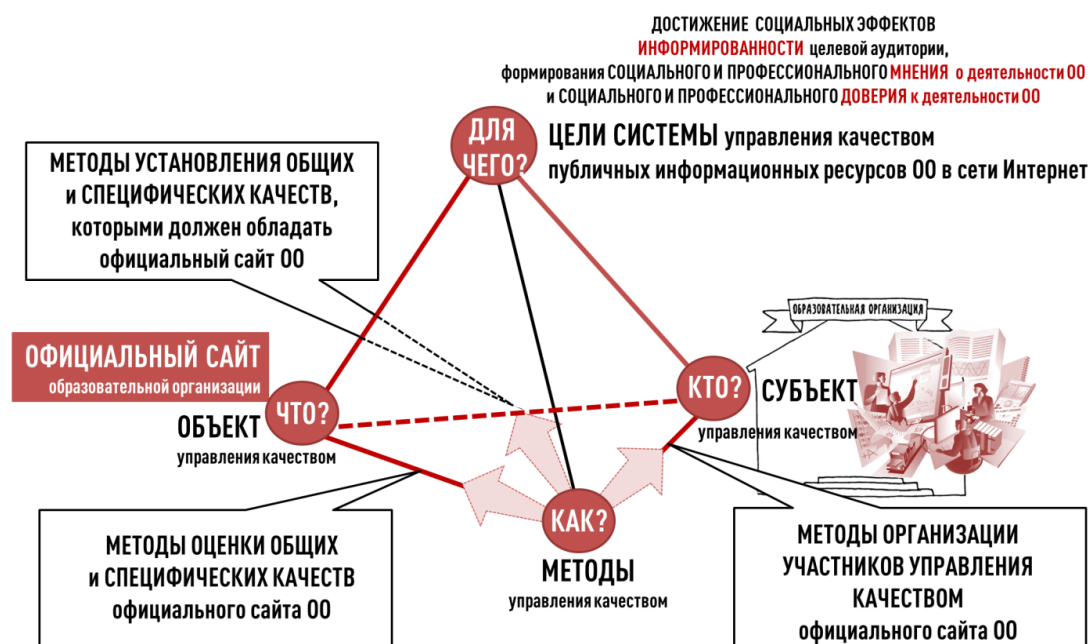 ДОСТИЖЕНИЕ СОЦИАЛЬНЫХ ЭФФЕКТОВ
ИНФОРМИРОВАННОСТИ целевой аудитории,
формирования СОЦИАЛЬНОГО И ПРОФЕССИОНАЛЬНОГО МНЕНИЯ о деятельности ОО
и СОЦИАЛЬНОГО И ПРОФЕССИОНАЛЬНОГО ДОВЕРИЯ к деятельности ОО
ДЛЯ
ЧЕГО?
ЦЕЛИ СИСТЕМЫ управления качеством
публичных информационных ресурсов ОО в сети Интернет
МЕТОДЫ УСТАНОВЛЕНИЯ ОБЩИХ
и СПЕЦИФИЧЕСКИХ КАЧЕСТВ,
которыми должен обладать
официальный сайт ОО
ОБРАЗОВАТЕЛЬНАЯ ОРГАНИЗАЦИЯ
ОФИЦИАЛЬНЫЙ САЙТ
образовательной организации
ЧТО?
ОБЪЕКТ
управления качеством
КТО?
СУБЪЕКТ
управления качеством
КАК?
МЕТОДЫ
управления качеством
МЕТОДЫ ОЦЕНКИ ОБЩИХ
и СПЕЦИФИЧЕСКИХ КАЧЕСТВ
официального сайта ОО
МЕТОДЫ ОРГАНИЗАЦИИ
УЧАСТНИКОВ УПРАВЛЕНИЯ
КАЧЕСТВОМ
официального сайта ОО